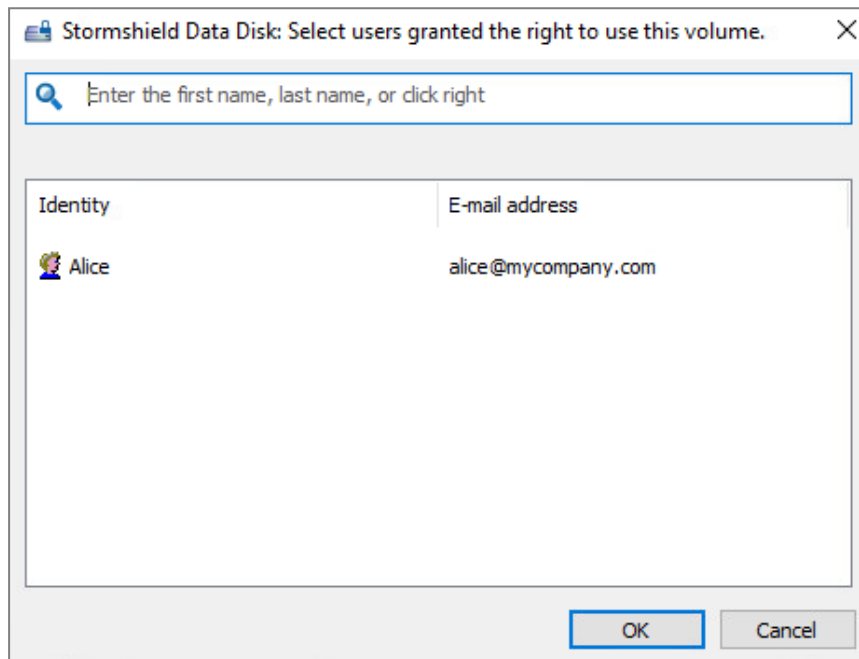 Stormshield Data Disk: Select users granted the right to use this volume.
Enter the first name, last name, or click right
Identity E-mail address
Alice alice@mycompany.com
OK Cancel